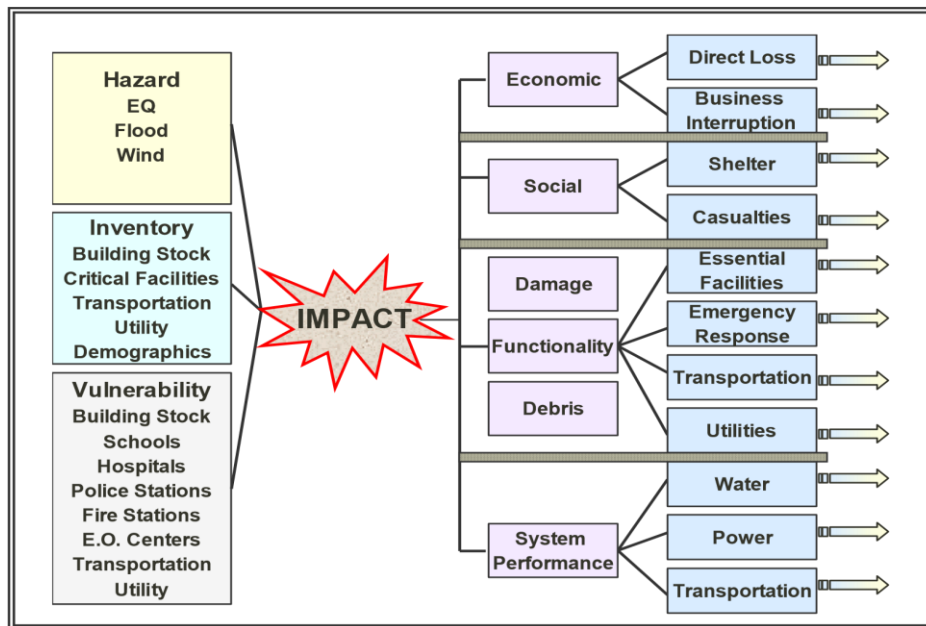 Hazard
EQ
Flood
Wind
Inventory
Building Stock
Critical Facilities
Transportation
Utility
Demographics
Vulnerability
Building Stock
Schools
Hospitals
Police Stations
Fire Stations
E.O. Centers
Transportation
Utility
IMPACT
Economic
Social
Damage
Functionality
Debris
System
Performance
Direct Loss
Business
Interruption
Shelter
Casualties
Essential
Facilities
Emergency
Response
Transportation
Utilities
Water
Power
Transportation